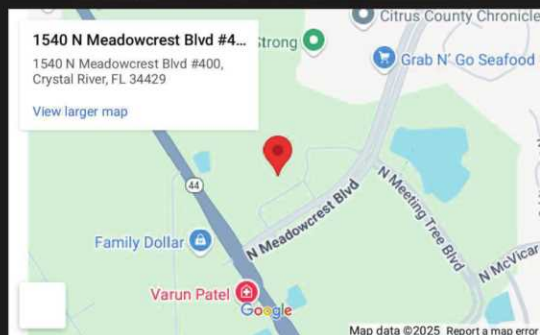 1540 N Meadowcrest Blvd #4...
1540 N Meadowcrest Blvd #400,
Crystal River, FL 34429
View larger map
Citrus County Chronicle
Strong
Grab N' Go Seafood
44
N Meadowcrest Blvd
N Meeting Tree Blvd
Family Dollar
N McVicar
Varun Patel
Google
Map data ©2025 Report a map error